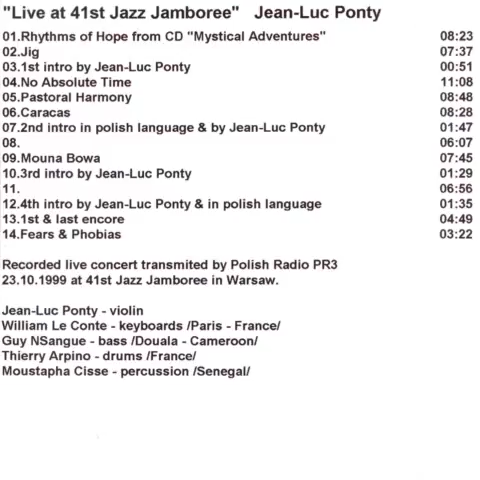 "Live at 41st Jazz Jamboree" Jean-Luc Ponty
01.Rhythms of Hope from CD "Mystical Adventures" 08:23
02.Jig 07:37
03.1st intro by Jean-Luc Ponty 00:51
04.No Absolute Time 11:08
05.Pastoral Harmony 08:48
06.Caracas 08:28
07.2nd intro in polish language & by Jean-Luc Ponty 01:47
08. 06:07
09.Mouna Bowa 07:45
10.3rd intro by Jean-Luc Ponty 01:29
11. 06:56
12.4th intro by Jean-Luc Ponty & in polish language 01:35
13.1st & last encore 04:49
14.Fears & Phobias 03:22
Recorded live concert transmited by Polish Radio PR3
23.10.1999 at 41st Jazz Jamboree in Warsaw.
Jean-Luc Ponty - violin
William Le Conte - keyboards /Paris - France/
Guy NSangue - bass /Douala - Cameroon/
Thierry Arpino - drums /France/
Moustapha Cisse - percussion /Senegal/